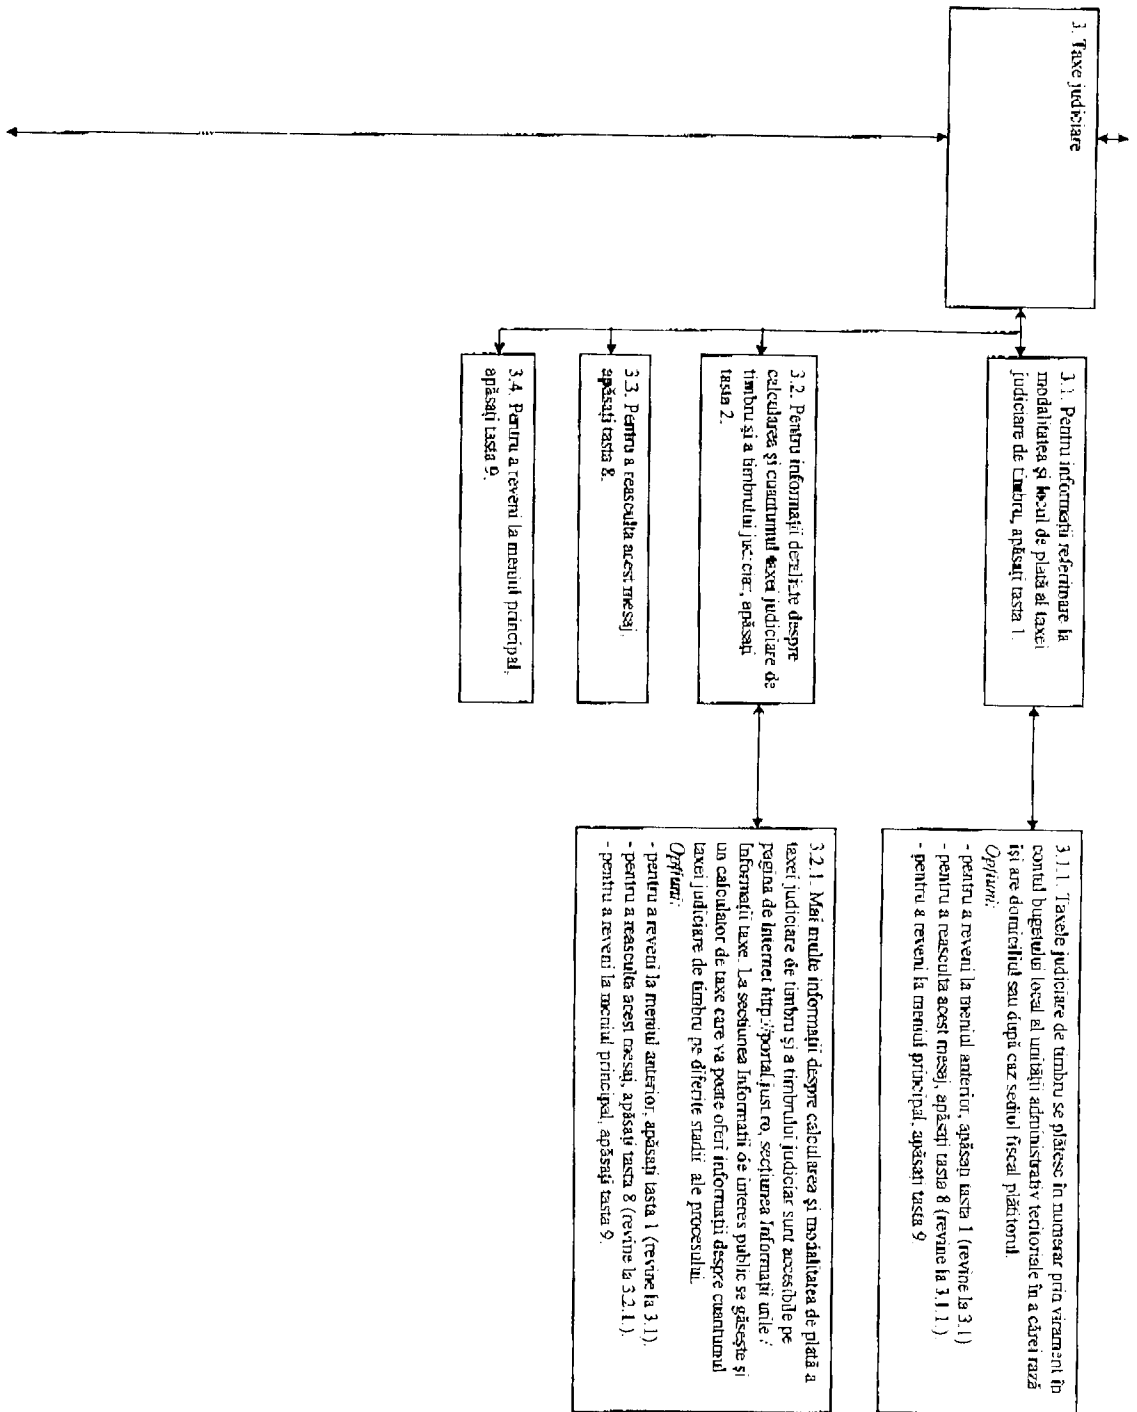 3. Taxe judiciare
3.1. Pentru informații referitoare la
modalitatea și locul de plată al taxei
judiciare de timbru, apăsați tasta 1.
3.1.1. Taxele judiciare de timbru se plătesc în numerar prin virament în
contul bugetului local al unității administrativ teritoriale în a cărei rază
își are domiciliul sau după caz sediul fiscal plătitorul.
Opțiuni:
- pentru a reveni la meniul anterior, apăsați tasta 1 (revine la 3.1)
- pentru a reasculta acest mesaj, apăsați tasta 8 (revine la 3.1.1.)
- pentru a reveni la meniul principal, apăsați tasta 9
3.2. Pentru informații detaliate despre
calcularea și cuantumul taxei judiciare de
timbru și a timbrului judiciar, apăsați
tasta 2.
3.2.1. Mai multe informații despre calcularea și modalitatea de plată a
taxei judiciare de timbru și a timbrului judiciar sunt accesibile pe
pagina de Internet http://portal.just.ro, secțiunea Informații utile /
Informații taxe. La secțiunea Informații de interes public se găsește și
un calculator de taxe care va poate oferi informații despre cuantumul
taxei judiciare de timbru pe diferite stadii ale procesului.
Opțiuni:
- pentru a reveni la meniul anterior, apăsați tasta 1 (revine la 3.1).
- pentru a reasculta acest mesaj, apăsați tasta 8 (revine la 3.2.1.).
- pentru a reveni la meniul principal, apăsați tasta 9.
3.3. Pentru a reasculta acest mesaj,
apăsați tasta 8.
3.4. Pentru a reveni la meniul principal,
apăsați tasta 9.